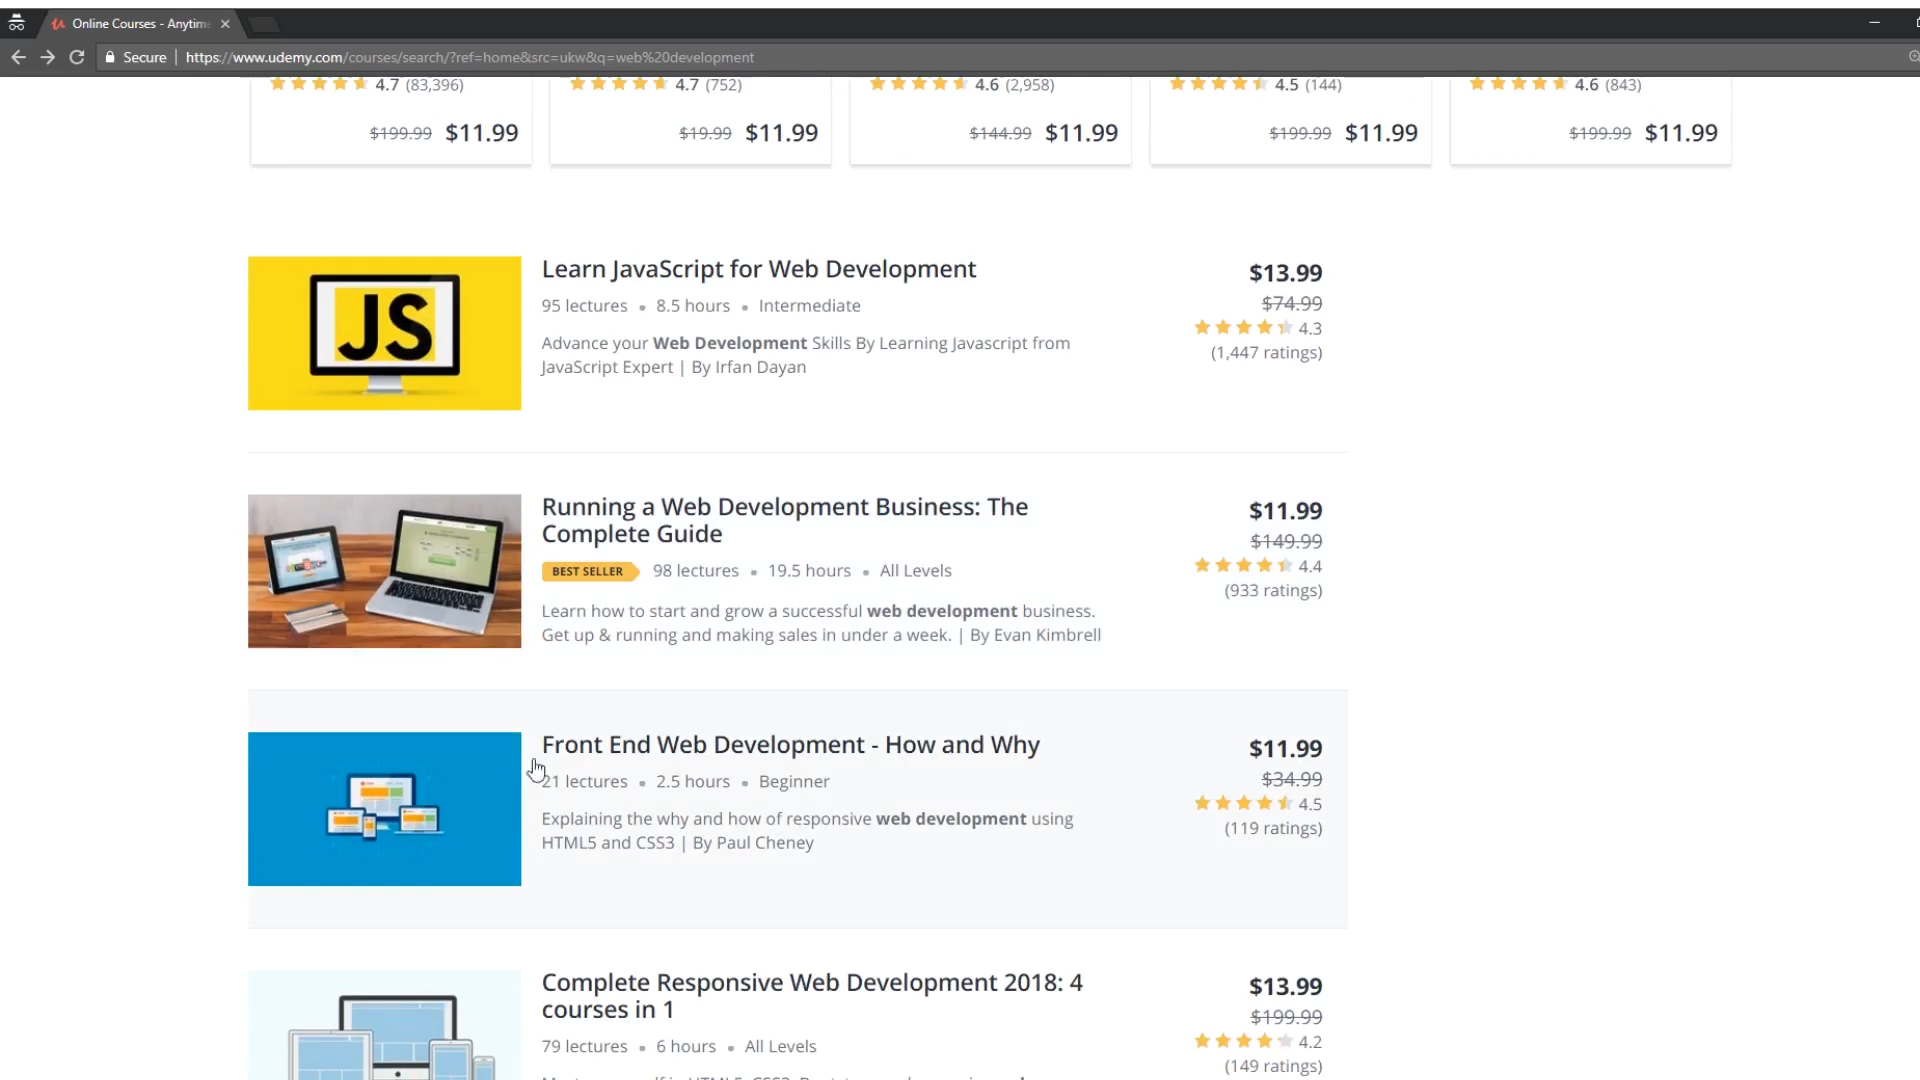 Online Courses - Anytim
Secure
https://www.udemy.com/courses/search/?ref=home&src=ukw&q=web%20development
4.7 (83,396)
4.7 (752)
4.6 (2,958)
4.5 (144)
4.6 (843)
$199.99 $11.99
$19.99 $11.99
$144.99 $11.99
$199.99 $11.99
$199.99 $11.99
JS
Learn JavaScript for Web Development
95 lectures • 8.5 hours • Intermediate
Advance your Web Development Skills By Learning Javascript from
JavaScript Expert | By Irfan Dayan
$13.99
$74.99
4.3
(1,447 ratings)
Running a Web Development Business: The
Complete Guide
BEST SELLER 98 lectures • 19.5 hours • All Levels
Learn how to start and grow a successful web development business.
Get up & running and making sales in under a week. | By Evan Kimbrell
$11.99
$149.99
4.4
(933 ratings)
Front End Web Development - How and Why
21 lectures • 2.5 hours • Beginner
Explaining the why and how of responsive web development using
HTML5 and CSS3 | By Paul Cheney
$11.99
$34.99
4.5
(119 ratings)
Complete Responsive Web Development 2018: 4
courses in 1
79 lectures • 6 hours • All Levels
$13.99
$199.99
4.2
(149 ratings)